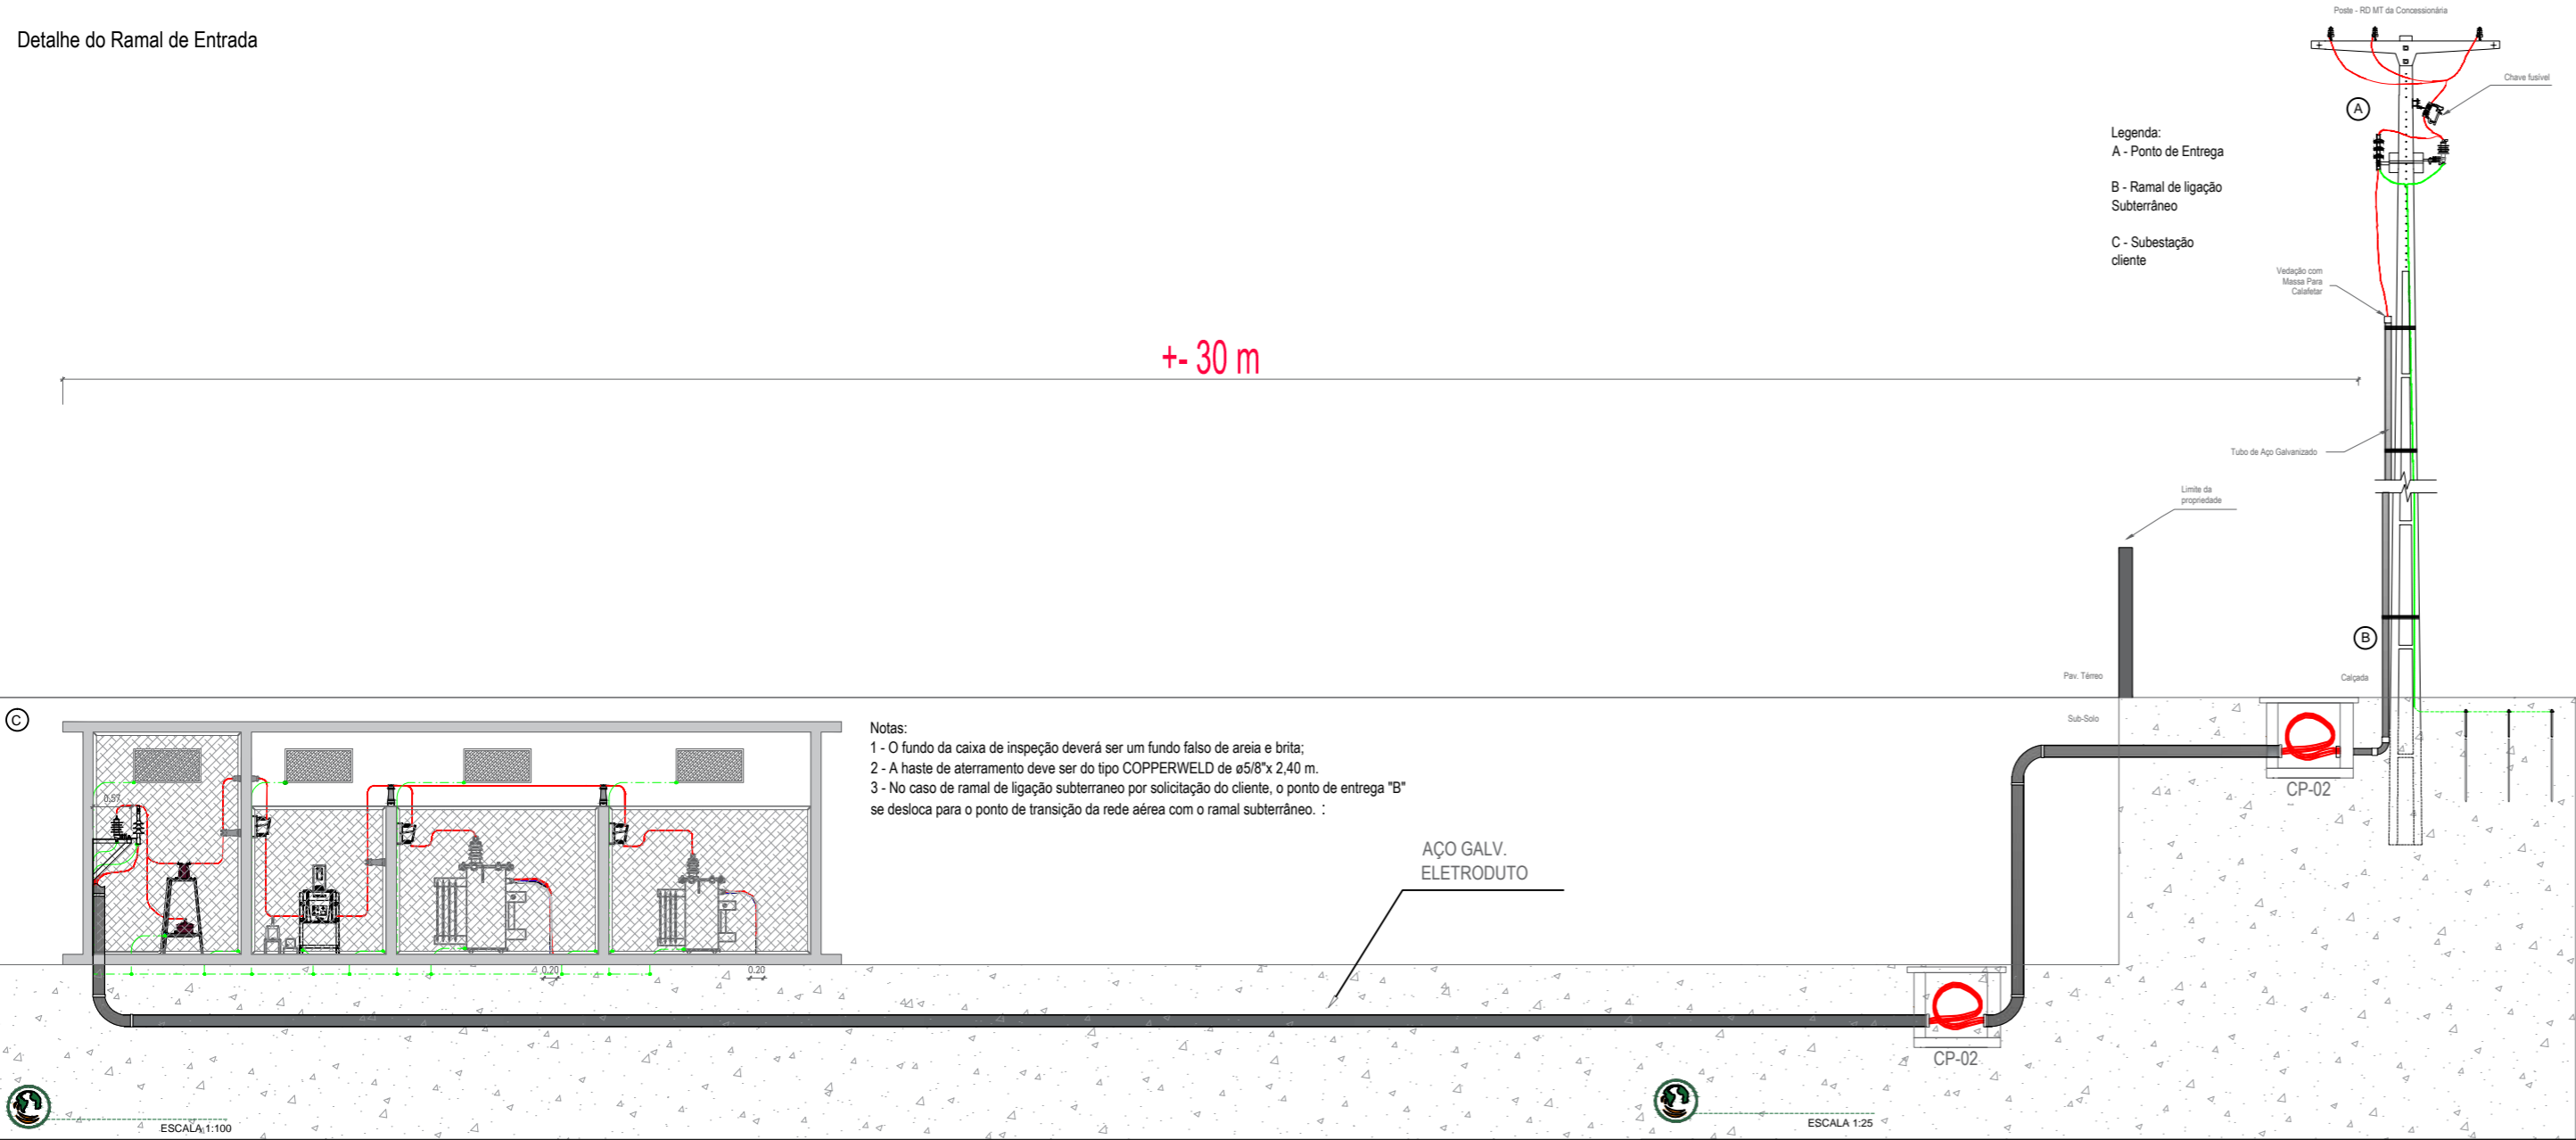 Detalhe do Ramal de Entrada
Poste - RD MT da Concessionária
Chave fusível
A
Legenda:
A - Ponto de Entrega
B - Ramal de ligação
Subterrâneo
C - Subestação
cliente
Vedação com
Massa Para
Calafetar
+- 30 m
Tubo de Aço Galvanizado
Limite da
propriedade
B
Pav. Térreo
Calçada
Sub-Solo
C
Notas:
1 - O fundo da caixa de inspeção deverá ser um fundo falso de areia e brita;
2 - A haste de aterramento deve ser do tipo COPPERWELD de ø5/8"x 2,40 m.
3 - No caso de ramal de ligação subterraneo por solicitação do cliente, o ponto de entrega "B"
se desloca para o ponto de transição da rede aérea com o ramal subterrâneo. :
CP-02
0.57
AÇO GALV.
ELETRODUTO
0.20
0.20
CP-02
ESCALA 1:100
ESCALA 1:25